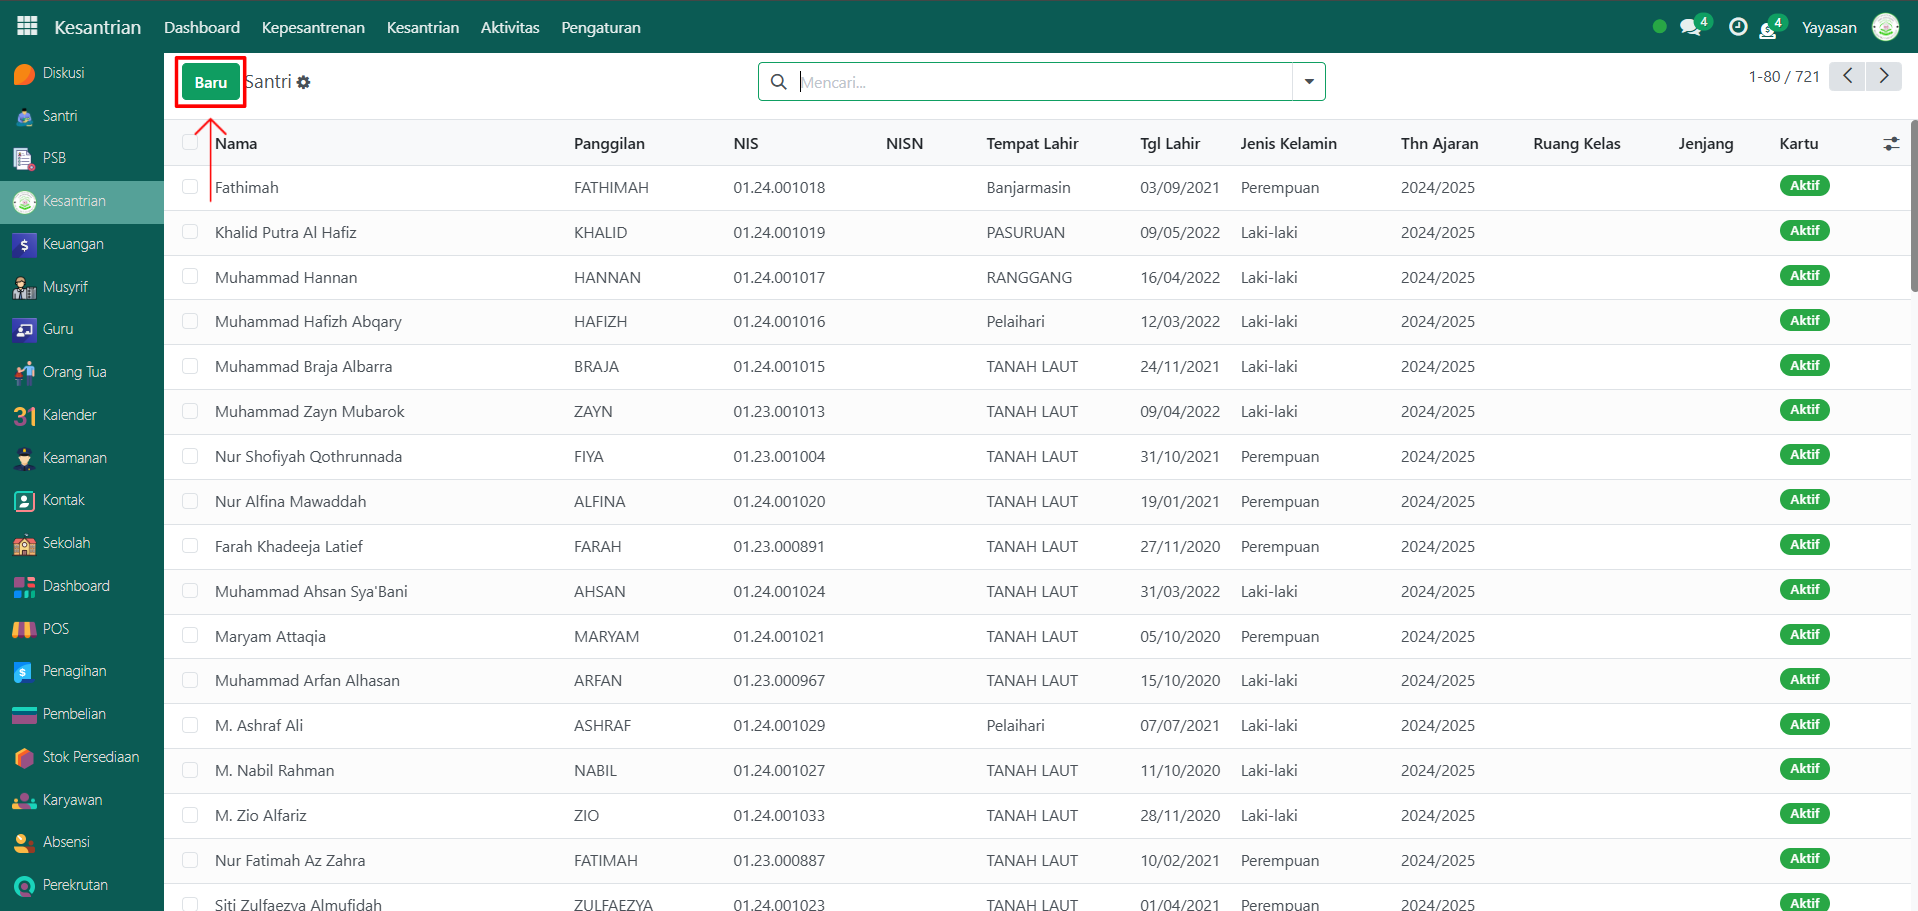 Kesantrian Dashboard Kepesantrenan Kesantrian Aktivitas Pengaturan 4 4 Yayasan
Baru Santri Mencari... 1-80 / 721
Diskusi
Santri
PSB
Kesantrian
Keuangan
Musyrif
Guru
Orang Tua
31 Kalender
Keamanan
Kontak
Sekolah
Dashboard
POS
Penagihan
Pembelian
Stok Persediaan
Karyawan
Absensi
Perekrutan
Nama Panggilan NIS NISN Tempat Lahir Tgl Lahir Jenis Kelamin Thn Ajaran Ruang Kelas Jenjang Kartu
Fathimah FATHIMAH 01.24.001018 Banjarmasin 03/09/2021 Perempuan 2024/2025 Aktif
Khalid Putra Al Hafiz KHALID 01.24.001019 PASURUAN 09/05/2022 Laki-laki 2024/2025 Aktif
Muhammad Hannan HANNAN 01.24.001017 RANGGANG 16/04/2022 Laki-laki 2024/2025 Aktif
Muhammad Hafizh Abqary HAFIZH 01.24.001016 Pelaihari 12/03/2022 Laki-laki 2024/2025 Aktif
Muhammad Braja Albarra BRAJA 01.24.001015 TANAH LAUT 24/11/2021 Laki-laki 2024/2025 Aktif
Muhammad Zayn Mubarok ZAYN 01.23.001013 TANAH LAUT 09/04/2022 Laki-laki 2024/2025 Aktif
Nur Shofiyah Qothrunnada FIYA 01.23.001004 TANAH LAUT 31/10/2021 Perempuan 2024/2025 Aktif
Nur Alfina Mawaddah ALFINA 01.24.001020 TANAH LAUT 19/01/2021 Perempuan 2024/2025 Aktif
Farah Khadeeja Latief FARAH 01.23.000891 TANAH LAUT 27/11/2020 Perempuan 2024/2025 Aktif
Muhammad Ahsan Sya'Bani AHSAN 01.24.001024 TANAH LAUT 31/03/2022 Laki-laki 2024/2025 Aktif
Maryam Attaqia MARYAM 01.24.001021 TANAH LAUT 05/10/2020 Perempuan 2024/2025 Aktif
Muhammad Arfan Alhasan ARFAN 01.23.000967 TANAH LAUT 15/10/2020 Laki-laki 2024/2025 Aktif
M. Ashraf Ali ASHRAF 01.24.001029 Pelaihari 07/07/2021 Laki-laki 2024/2025 Aktif
M. Nabil Rahman NABIL 01.24.001027 TANAH LAUT 11/10/2020 Laki-laki 2024/2025 Aktif
M. Zio Alfariz ZIO 01.24.001033 TANAH LAUT 28/11/2020 Laki-laki 2024/2025 Aktif
Nur Fatimah Az Zahra FATIMAH 01.23.000887 TANAH LAUT 10/02/2021 Perempuan 2024/2025 Aktif
Siti Zulfaezya Almufidah ZULFAEZYA 01.24.001023 TANAH LAUT 01/04/2021 Perempuan 2024/2025 Aktif